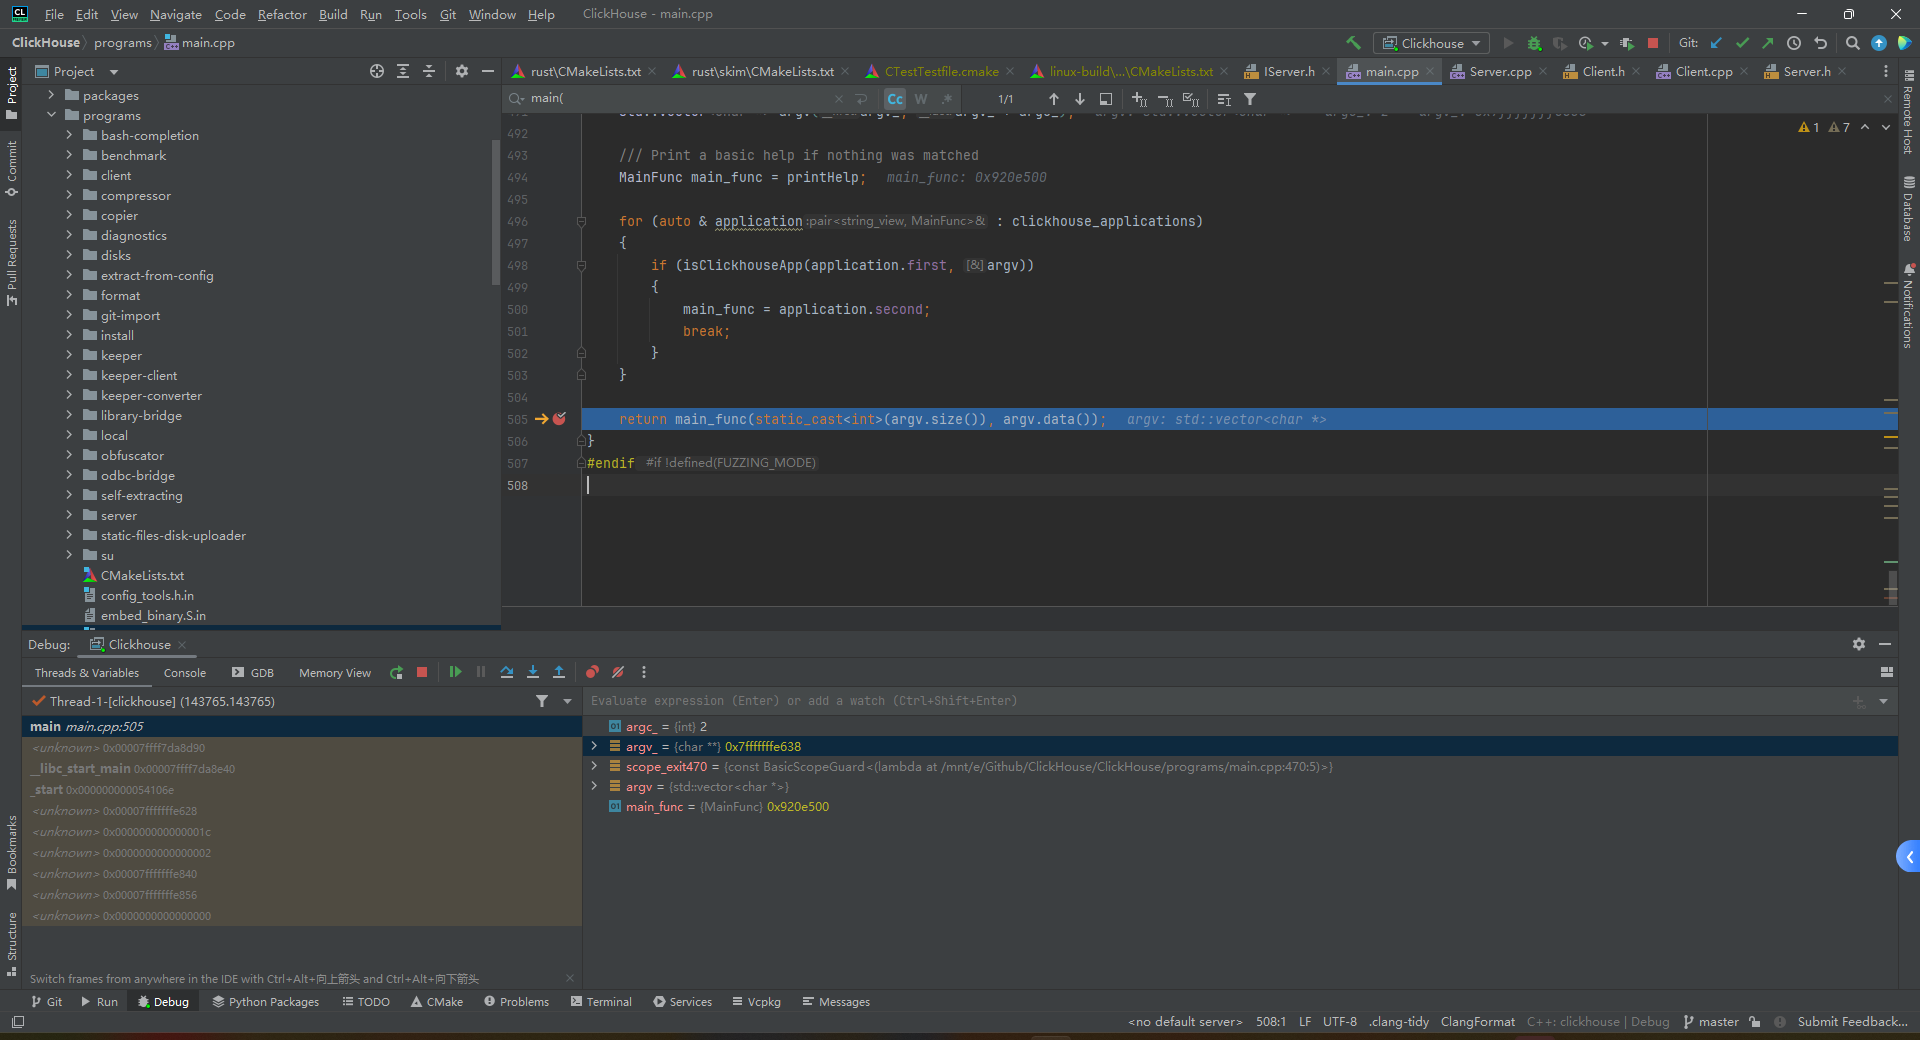 File Edit View Navigate Code Refactor Build Run Tools Git Window Help ClickHouse - main.cpp
ClickHouse programs main.cpp
Clickhouse Git:
Project
rust\CMakeLists.txt rust\skim\CMakeLists.txt CTestTestfile.cmake linux-build\...\CMakeLists.txt IServer.h main.cpp Server.cpp Client.h Client.cpp Server.h
main( Cc W .* 1/1
1 7
Project
Commit
Pull Requests
Bookmarks
Structure
Remote Host
Database
Notifications
packages
programs
bash-completion
benchmark
client
compressor
copier
diagnostics
disks
extract-from-config
format
git-import
install
keeper
keeper-client
keeper-converter
library-bridge
local
obfuscator
odbc-bridge
self-extracting
server
static-files-disk-uploader
su
CMakeLists.txt
config_tools.h.in
embed_binary.S.in
492
493 /// Print a basic help if nothing was matched
494 MainFunc main_func = printHelp; main_func: 0x920e500
495
496 for (auto & application :pair<string_view, MainFunc>& : clickhouse_applications)
497 {
498 if (isClickhouseApp(application.first, [&]argv))
499 {
500 main_func = application.second;
501 break;
502 }
503 }
504
505 return main_func(static_cast<int>(argv.size()), argv.data()); argv: std::vector<char *>
506 }
507 #endif #if !defined(FUZZING_MODE)
508
Debug: Clickhouse
Threads & Variables Console GDB Memory View
Thread-1-[clickhouse] (143765.143765)
main main.cpp:505
<unknown> 0x00007ffff7da8d90
__libc_start_main 0x00007ffff7da8e40
_start 0x000000000054106e
<unknown> 0x00007fffffffe628
<unknown> 0x000000000000001c
<unknown> 0x0000000000000002
<unknown> 0x00007fffffffe840
<unknown> 0x00007fffffffe856
<unknown> 0x0000000000000000
Switch frames from anywhere in the IDE with Ctrl+Alt+向上箭头 and Ctrl+Alt+向下箭头
Evaluate expression (Enter) or add a watch (Ctrl+Shift+Enter)
argc_ = {int} 2
argv_ = {char **} 0x7fffffffe638
scope_exit470 = {const BasicScopeGuard<(lambda at /mnt/e/Github/ClickHouse/ClickHouse/programs/main.cpp:470:5)>}
argv = {std::vector<char *>}
main_func = {MainFunc} 0x920e500
Git Run Debug Python Packages TODO CMake Problems Terminal Services Vcpkg Messages
<no default server> 508:1 LF UTF-8 .clang-tidy ClangFormat C++: clickhouse | Debug master Submit Feedback...